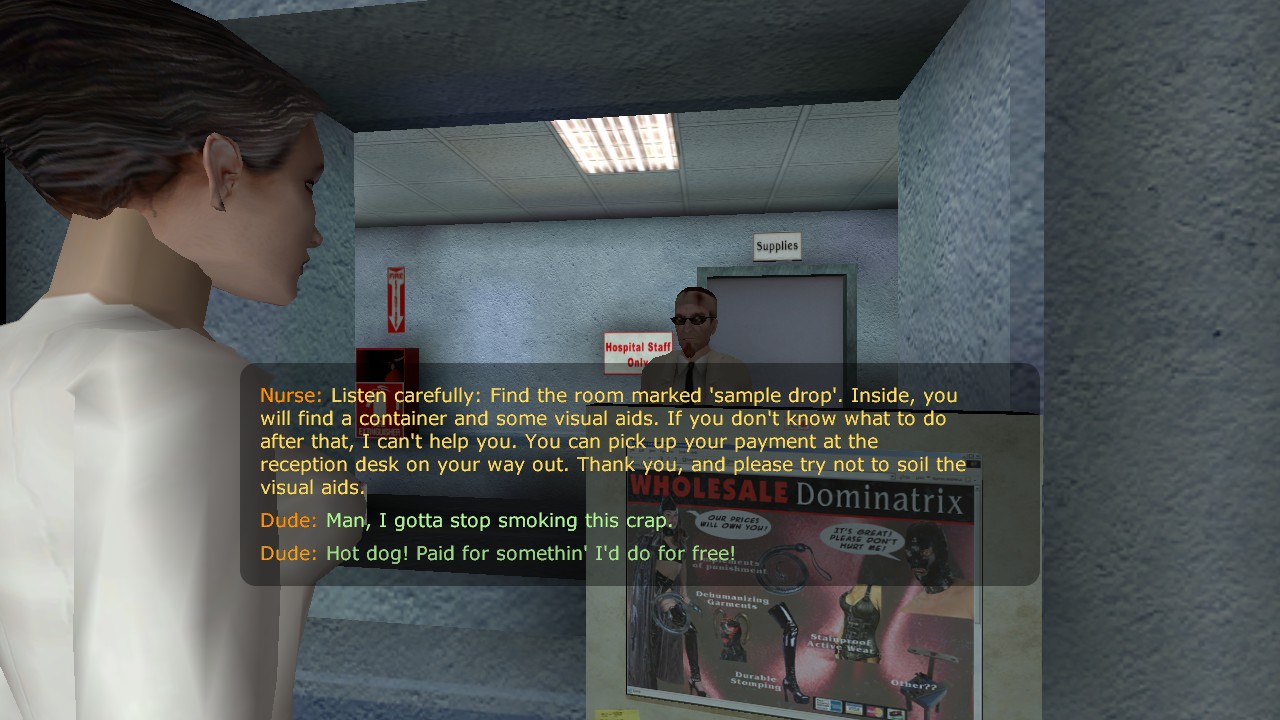 Supplies
FIRE
Hospital Staff
Only
Nurse: Listen carefully: Find the room marked 'sample drop'. Inside, you
will find a container and some visual aids. If you don't know what to do
after that, I can't help you. You can pick up your payment at the
reception desk on your way out. Thank you, and please try not to soil the
visual aids.
Dude: Man, I gotta stop smoking this crap.
Dude: Hot dog! Paid for somethin' I'd do for free!
EXTINGUISHER
WHOLESALE Dominatrix
OUR PRICES
WILL OWN YOU!
IT'S GREAT!
PLEASE DON'T
HURT ME!
of punishment
Dehumanizing
Garments
Stainproof
Active Wear
Durable
Stomping
Other??